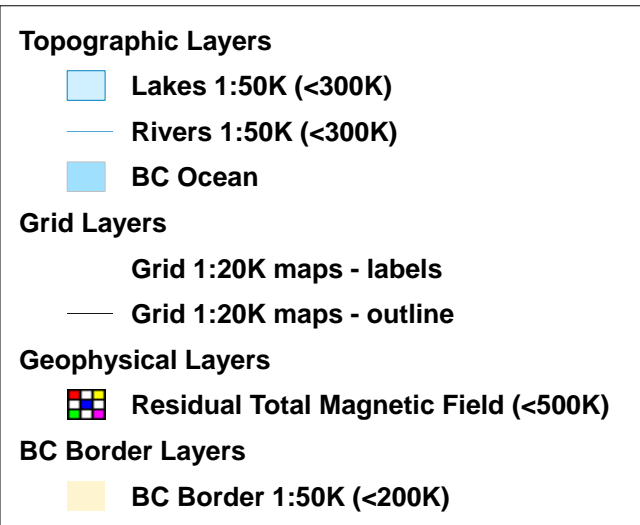 Topographic Layers
Lakes 1:50K (<300K)
Rivers 1:50K (<300K)
BC Ocean
Grid Layers
Grid 1:20K maps - labels
Grid 1:20K maps - outline
Geophysical Layers
Residual Total Magnetic Field (<500K)
BC Border Layers
BC Border 1:50K (<200K)